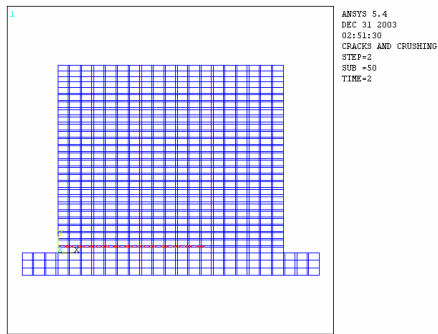 1
ANSYS 5.4
DEC 31 2003
02:51:30
CRACKS AND CRUSHING
STEP=2
SUB =50
TIME=2
X